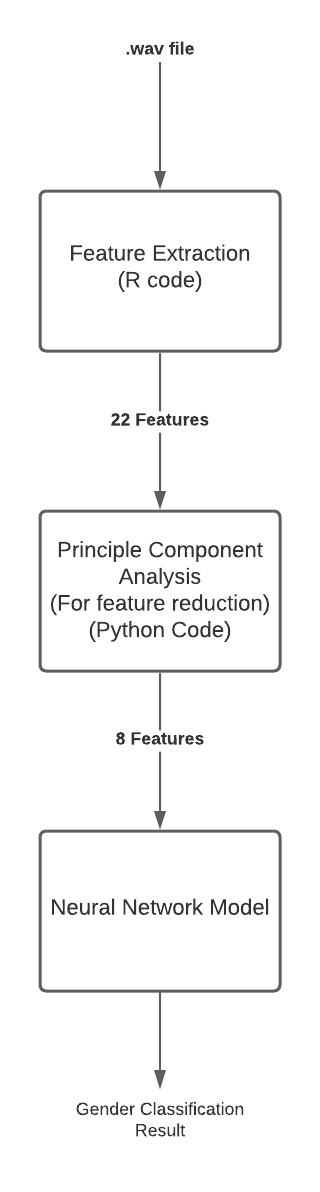 .wav file
Feature Extraction
(R code)
22 Features
Principle Component
Analysis
(For feature reduction)
(Python Code)
8 Features
Neural Network Model
Gender Classification
Result